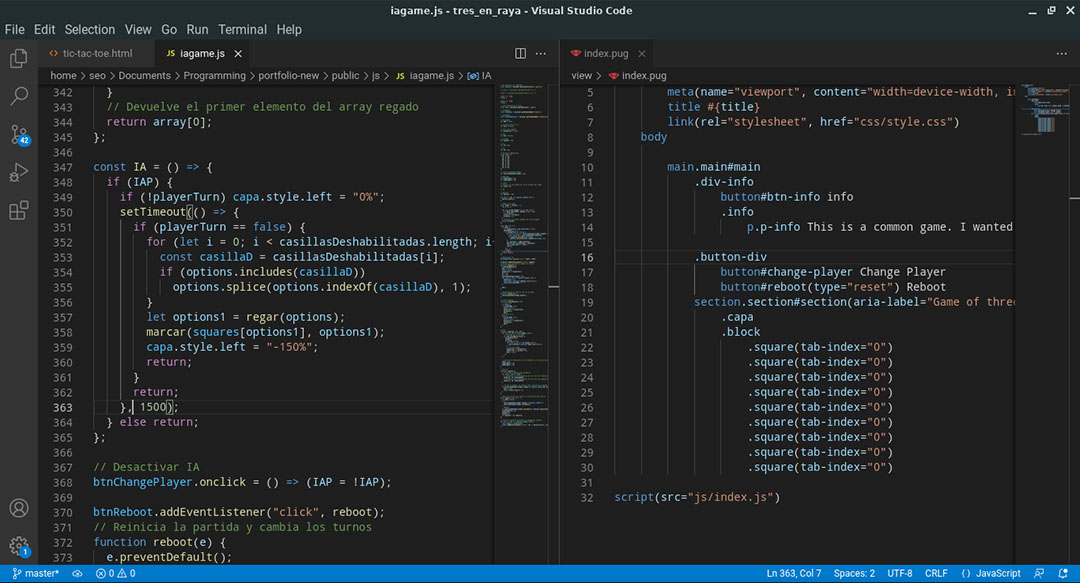 iagame.js - tres_en_raya - Visual Studio Code
File Edit Selection View Go Run Terminal Help
tic-tac-toe.html
JS iagame.js
home > seo > Documents > Programming > portfolio-new > public > js > JS iagame.js > IA
342 }
343 // Devuelve el primer elemento del array regado
344 return array[0];
345 };
346
347 const IA = () => {
348 if (IAP) {
349 if (!playerTurn) capa.style.left = "0%";
350 setTimeout(() => {
351 if (playerTurn == false) {
352 for (let i = 0; i < casillasDeshabilitadas.length; i
353 const casillaD = casillasDeshabilitadas[i];
354 if (options.includes(casillaD))
355 options.splice(options.indexOf(casillaD), 1);
356 }
357 let options1 = regar(options);
358 marcar(squares[options1], options1);
359 capa.style.left = "-150%";
360 return;
361 }
362 return;
363 }, 1500);
364 } else return;
365 };
366
367 // Desactivar IA
368 btnChangePlayer.onclick = () => (IAP = !IAP);
369
370 btnReboot.addEventListener("click", reboot);
371 // Reinicia la partida y cambia los turnos
372 function reboot(e) {
373 e.preventDefault();
index.pug
view > index.pug
5 meta(name="viewport", content="width=device-width, in
6 title #{title}
7 link(rel="stylesheet", href="css/style.css")
8 body
9
10 main.main#main
11 .div-info
12 button#btn-info info
13 .info
14 p.p-info This is a common game. I wanted
15
16 .button-div
17 button#change-player Change Player
18 button#reboot(type="reset") Reboot
19 section.section#section(aria-label="Game of three
20 .capa
21 .block
22 .square(tab-index="0")
23 .square(tab-index="0")
24 .square(tab-index="0")
25 .square(tab-index="0")
26 .square(tab-index="0")
27 .square(tab-index="0")
28 .square(tab-index="0")
29 .square(tab-index="0")
30 .square(tab-index="0")
31
32 script(src="js/index.js")
42
1
master* 0 0 Ln 363, Col 7 Spaces: 2 UTF-8 CRLF {} JavaScript